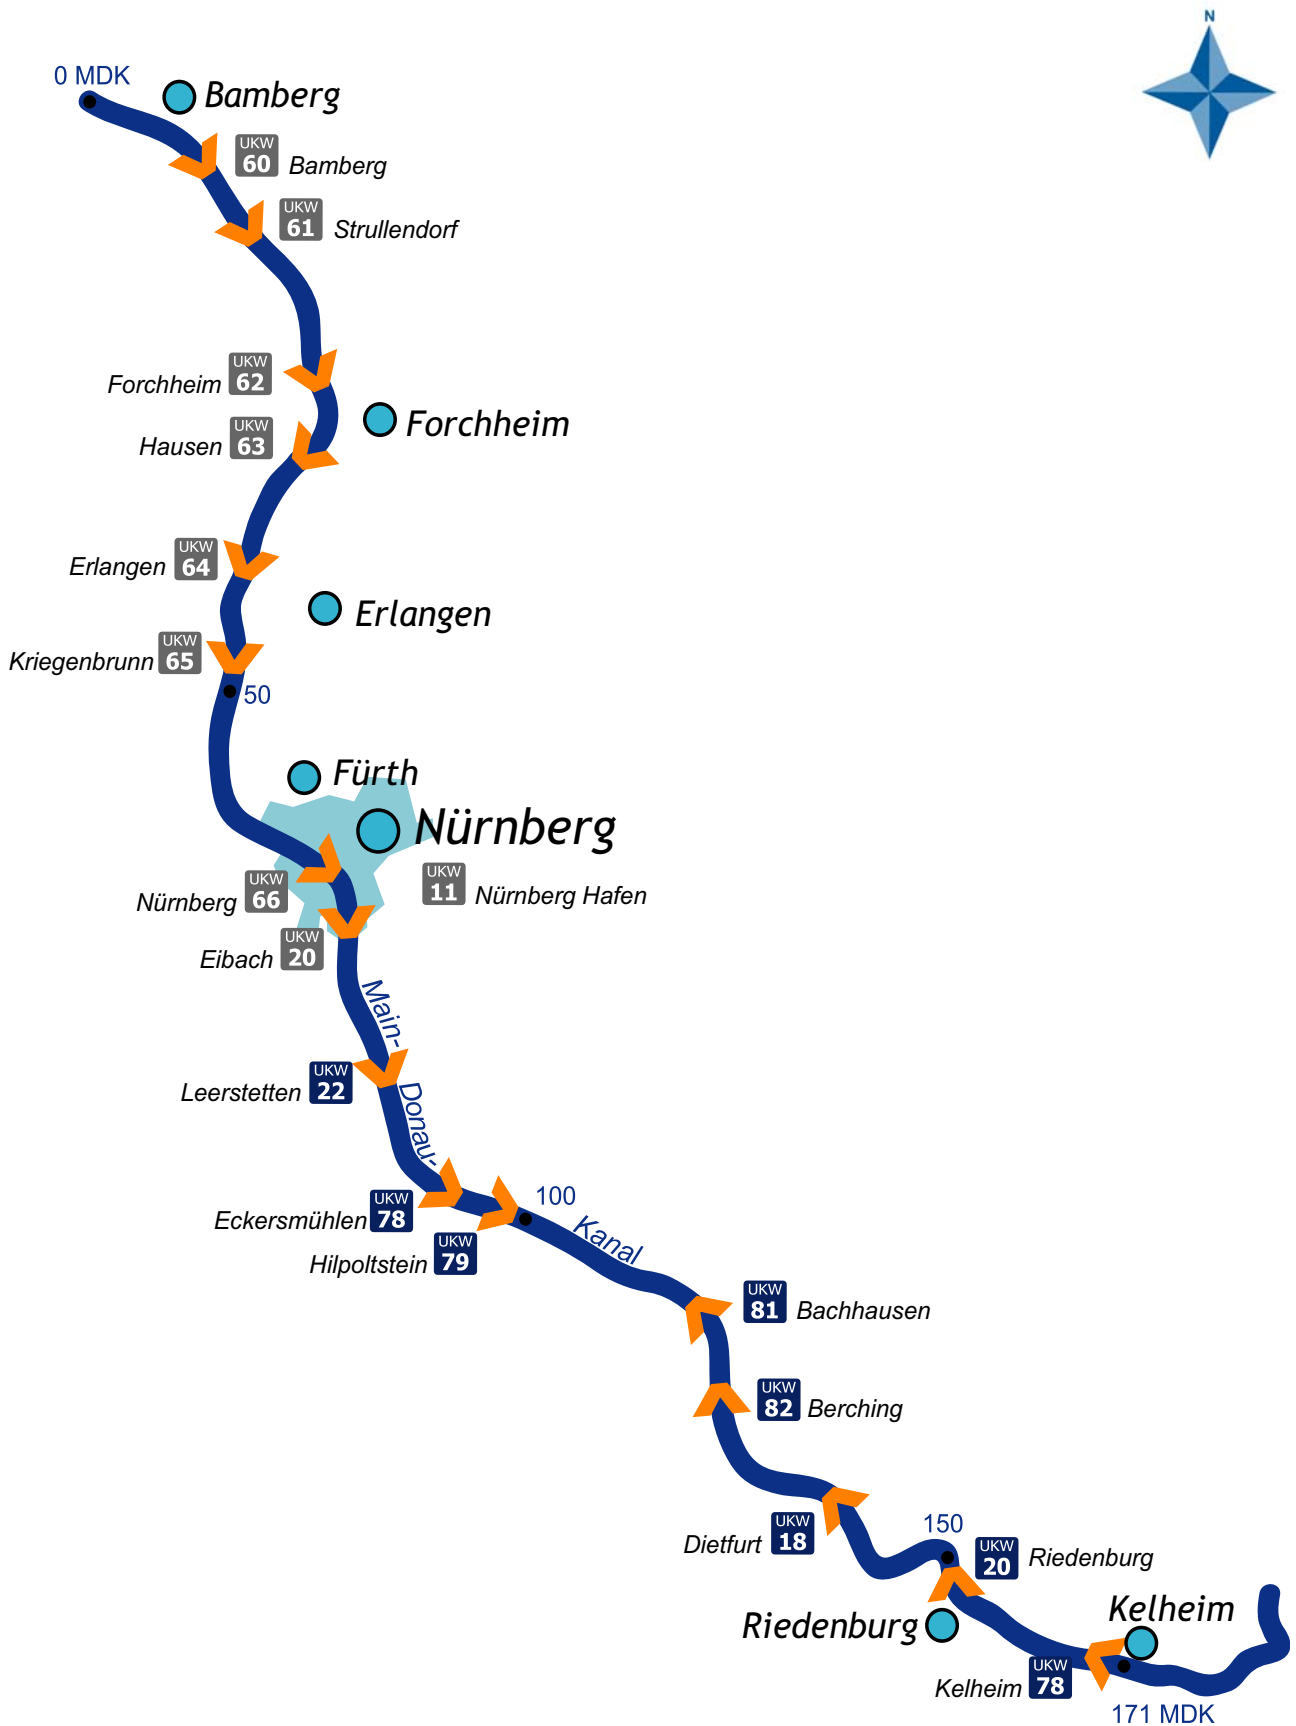 N
0 MDK
Bamberg
UKW
60
Bamberg
UKW
61
Strullendorf
Forchheim
UKW
62
Forchheim
Hausen
UKW
63
Erlangen
UKW
64
Erlangen
Kriegenbrunn
UKW
65
50
Fürth
Nürnberg
Nürnberg
UKW
66
UKW
11
Nürnberg Hafen
Eibach
UKW
20
Main-
Leerstetten
UKW
22
Donau-
Eckersmühlen
UKW
78
100
Kanal
Hilpoltstein
UKW
79
UKW
81
Bachhausen
UKW
82
Berching
Dietfurt
UKW
18
150
UKW
20
Riedenburg
Riedenburg
Kelheim
Kelheim
UKW
78
171 MDK